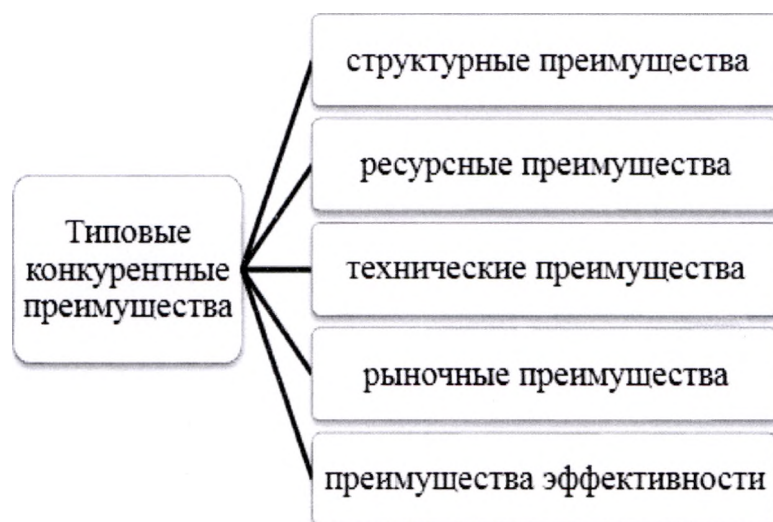 Типовые
конкурентные
преимущества
структурные преимущества
ресурсные преимущества
технические преимущества
рыночные преимущества
преимущества эффективности